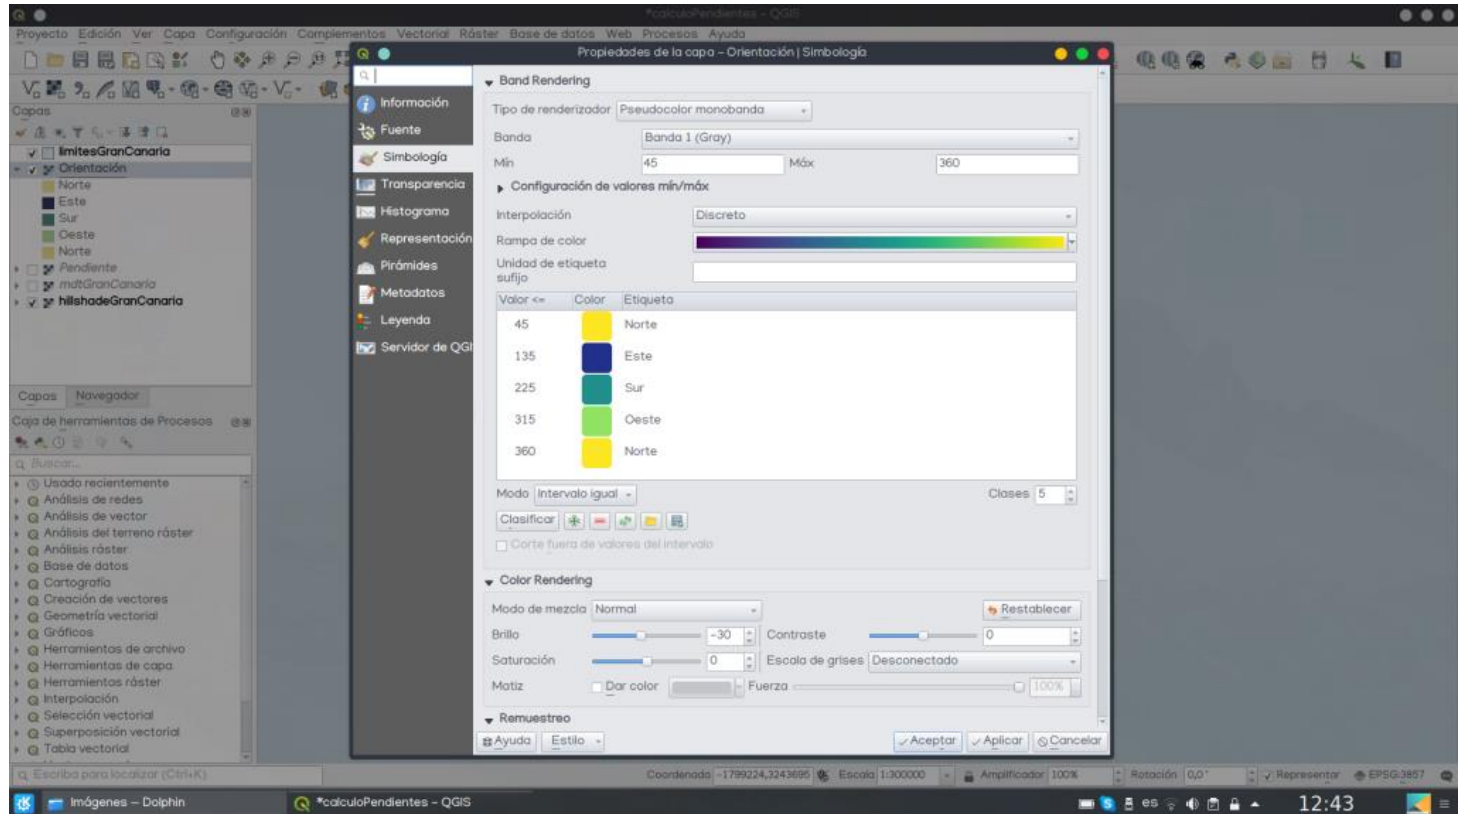 *calculoPendientes - QGIS
Proyecto Edición Ver Capa Configuración Complementos Vectorial Ráster Base de datos Web Procesos Ayuda
Propiedades de la capa - Orientación | Simbología
Capas
limitesGranCanaria
Orientación
Norte
Este
Sur
Oeste
Norte
Pendiente
mdtGranCanaria
hillshadeGranCanaria
Capas Navegador
Caja de herramientas de Procesos
Buscar...
Usado recientemente
Análisis de redes
Análisis de vector
Análisis del terreno ráster
Análisis ráster
Base de datos
Cartografía
Creación de vectores
Geometría vectorial
Gráficos
Herramientas de archivo
Herramientas de capa
Herramientas ráster
Interpolación
Selección vectorial
Superposición vectorial
Tabla vectorial
Información
Fuente
Simbología
Transparencia
Histograma
Representación
Pirámides
Metadatos
Leyenda
Servidor de QGI
Band Rendering
Tipo de renderizador Pseudocolor monobanda
Banda Banda 1 (Gray)
Mín 45 Máx 360
Configuración de valores mín/máx
Interpolación Discreto
Rampa de color
Unidad de etiqueta
sufijo
Valor <= Color Etiqueta
45 Norte
135 Este
225 Sur
315 Oeste
360 Norte
Modo Intervalo igual Clases 5
Clasificar
Corte fuera de valores del intervalo
Color Rendering
Modo de mezcla Normal Restablecer
Brillo -30 Contraste 0
Saturación 0 Escala de grises Desconectado
Matiz Dar color Fuerza 100%
Remuestreo
Ayuda Estilo Aceptar Aplicar Cancelar
Escriba para localizar (Ctrl+K) Coordenada -1799224,3243695 Escala 1:300000 Amplificador 100% Rotación 0,0° Representar EPSG:3857
Imágenes — Dolphin *calculoPendientes - QGIS es 12:43